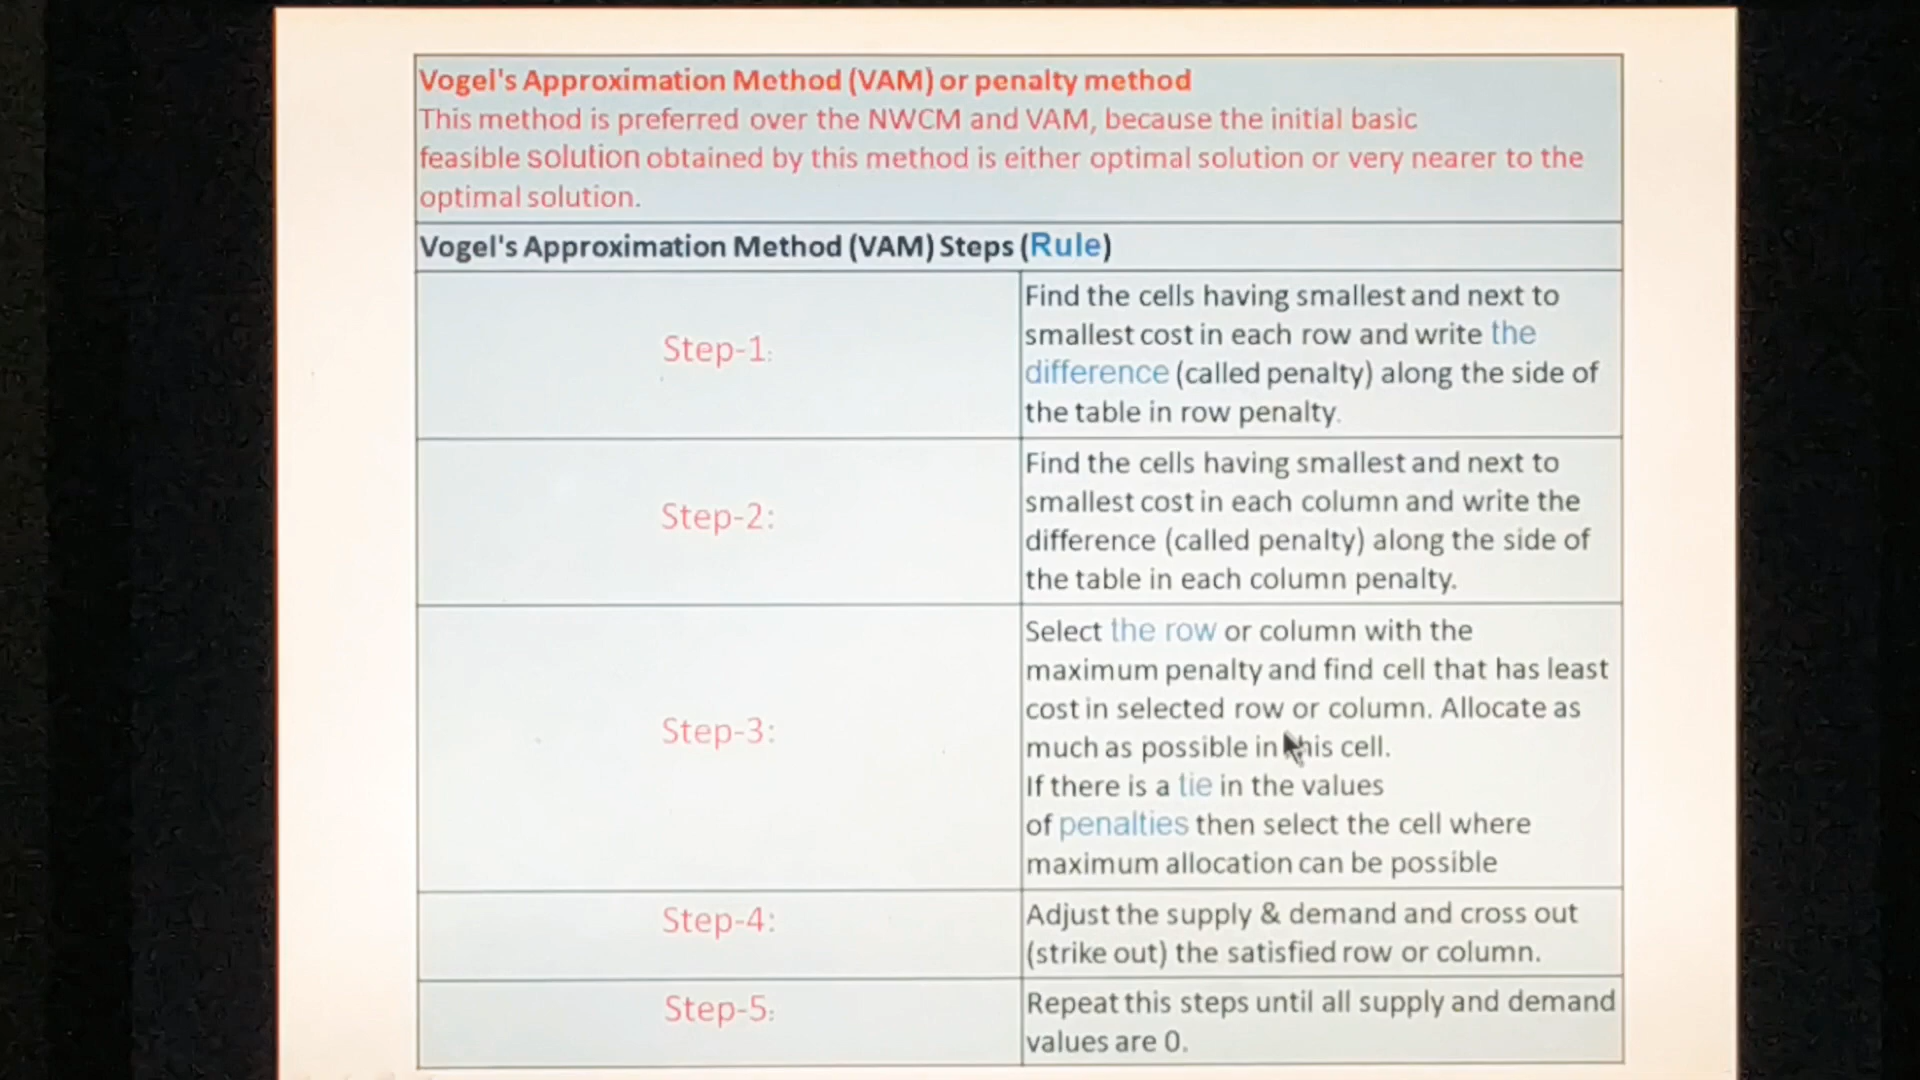 Vogel's Approximation Method (VAM) or penalty method
This method is preferred over the NWCM and VAM, because the initial basic
feasible solution obtained by this method is either optimal solution or very nearer to the
optimal solution.
Vogel's Approximation Method (VAM) Steps (Rule)
Step-1:
Find the cells having smallest and next to
smallest cost in each row and write the
difference (called penalty) along the side of
the table in row penalty.
Step-2:
Find the cells having smallest and next to
smallest cost in each column and write the
difference (called penalty) along the side of
the table in each column penalty.
Step-3:
Select the row or column with the
maximum penalty and find cell that has least
cost in selected row or column. Allocate as
much as possible in this cell.
If there is a tie in the values
of penalties then select the cell where
maximum allocation can be possible
Step-4:
Adjust the supply & demand and cross out
(strike out) the satisfied row or column.
Step-5:
Repeat this steps until all supply and demand
values are 0.